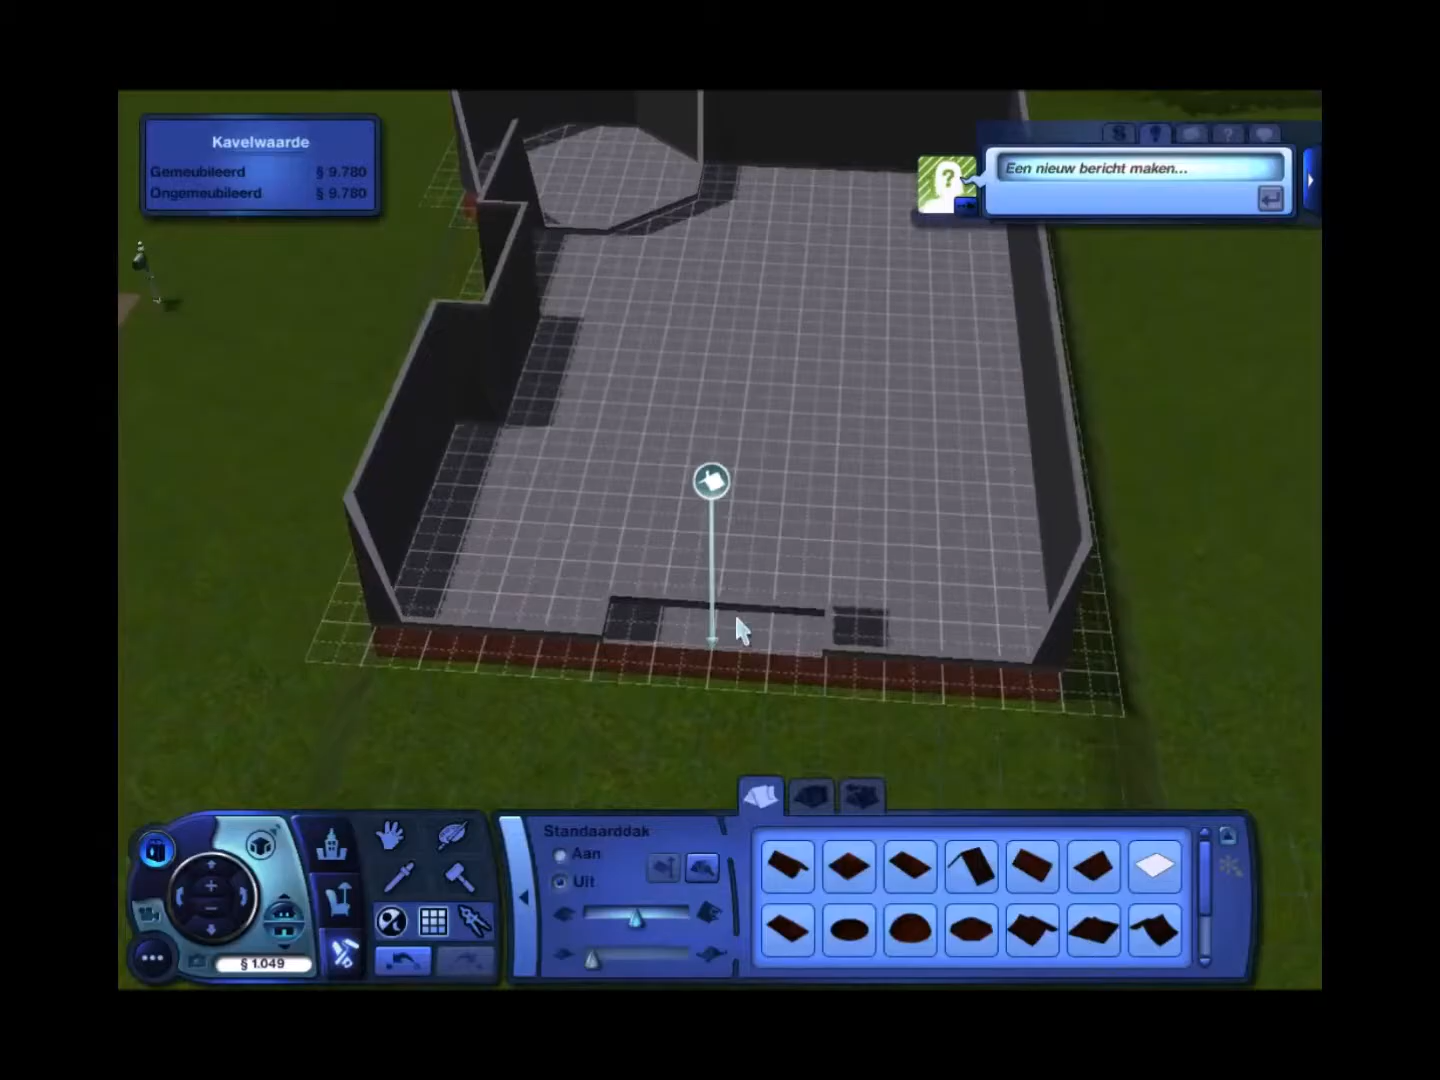 Kavelwaarde
Gemeubileerd § 9.780
Ongemeubileerd § 9.780
Een nieuw bericht maken...
Standaarddak
Aan
Uit
§ 1.049